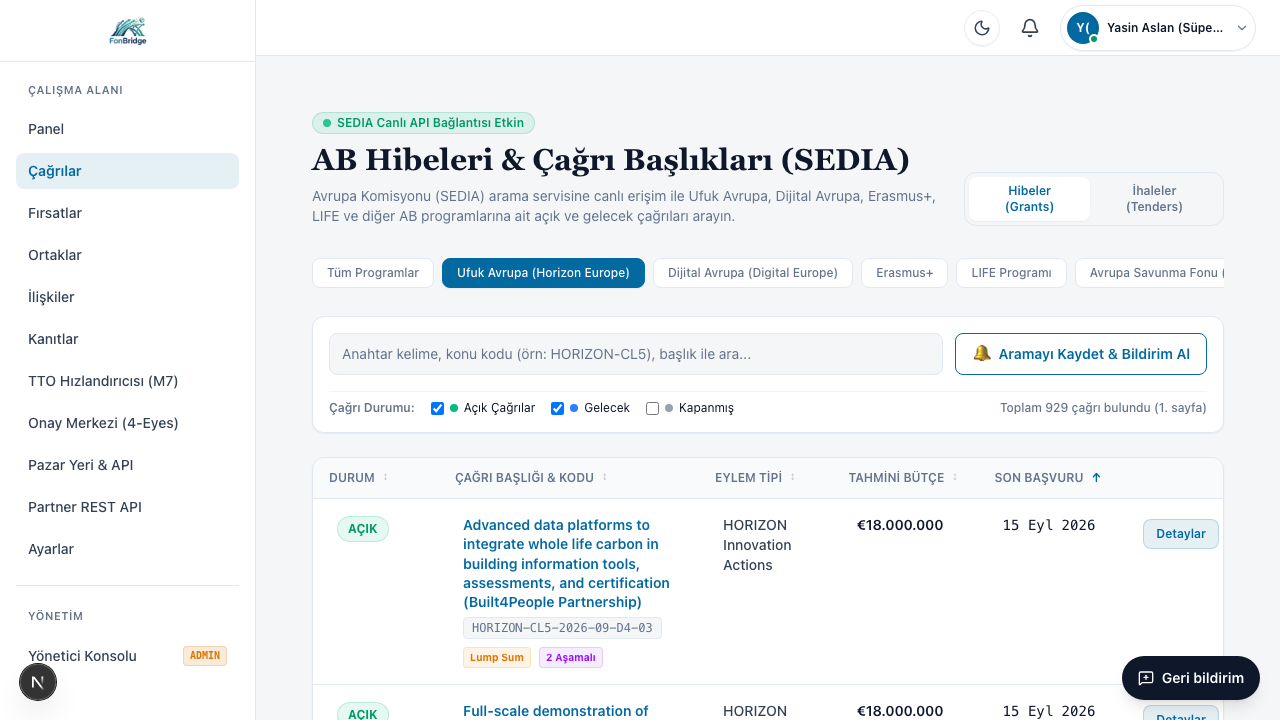 FonBridge
Y(
Yasin Aslan (Süpe...
ÇALIŞMA ALANI
Panel
Çağrılar
Fırsatlar
Ortaklar
İlişkiler
Kanıtlar
TTO Hızlandırıcısı (M7)
Onay Merkezi (4-Eyes)
Pazar Yeri & API
Partner REST API
Ayarlar
YÖNETİM
Yönetici Konsolu
ADMIN
N
SEDIA Canlı API Bağlantısı Etkin
AB Hibeleri & Çağrı Başlıkları (SEDIA)
Avrupa Komisyonu (SEDIA) arama servisine canlı erişim ile Ufuk Avrupa, Dijital Avrupa, Erasmus+,
LIFE ve diğer AB programlarına ait açık ve gelecek çağrıları arayın.
Hibeler
(Grants)
İhaleler
(Tenders)
Tüm Programlar
Ufuk Avrupa (Horizon Europe)
Dijital Avrupa (Digital Europe)
Erasmus+
LIFE Programı
Avrupa Savunma Fonu (
Anahtar kelime, konu kodu (örn: HORIZON-CL5), başlık ile ara...
Aramayı Kaydet & Bildirim Al
Çağrı Durumu:
Açık Çağrılar
Gelecek
Kapanmış
Toplam 929 çağrı bulundu (1. sayfa)
DURUM ↕
ÇAĞRI BAŞLIĞI & KODU ↕
EYLEM TİPİ ↕
TAHMİNİ BÜTÇE ↕
SON BAŞVURU ↑
AÇIK
Advanced data platforms to
integrate whole life carbon in
building information tools,
assessments, and certification
(Built4People Partnership)
HORIZON-CL5-2026-09-D4-03
Lump Sum
2 Aşamalı
HORIZON
Innovation
Actions
€18.000.000
15 Eyl 2026
Detaylar
AÇIK
Full-scale demonstration of
HORIZON
€18.000.000
15 Eyl 2026
Detaylar
Geri bildirim